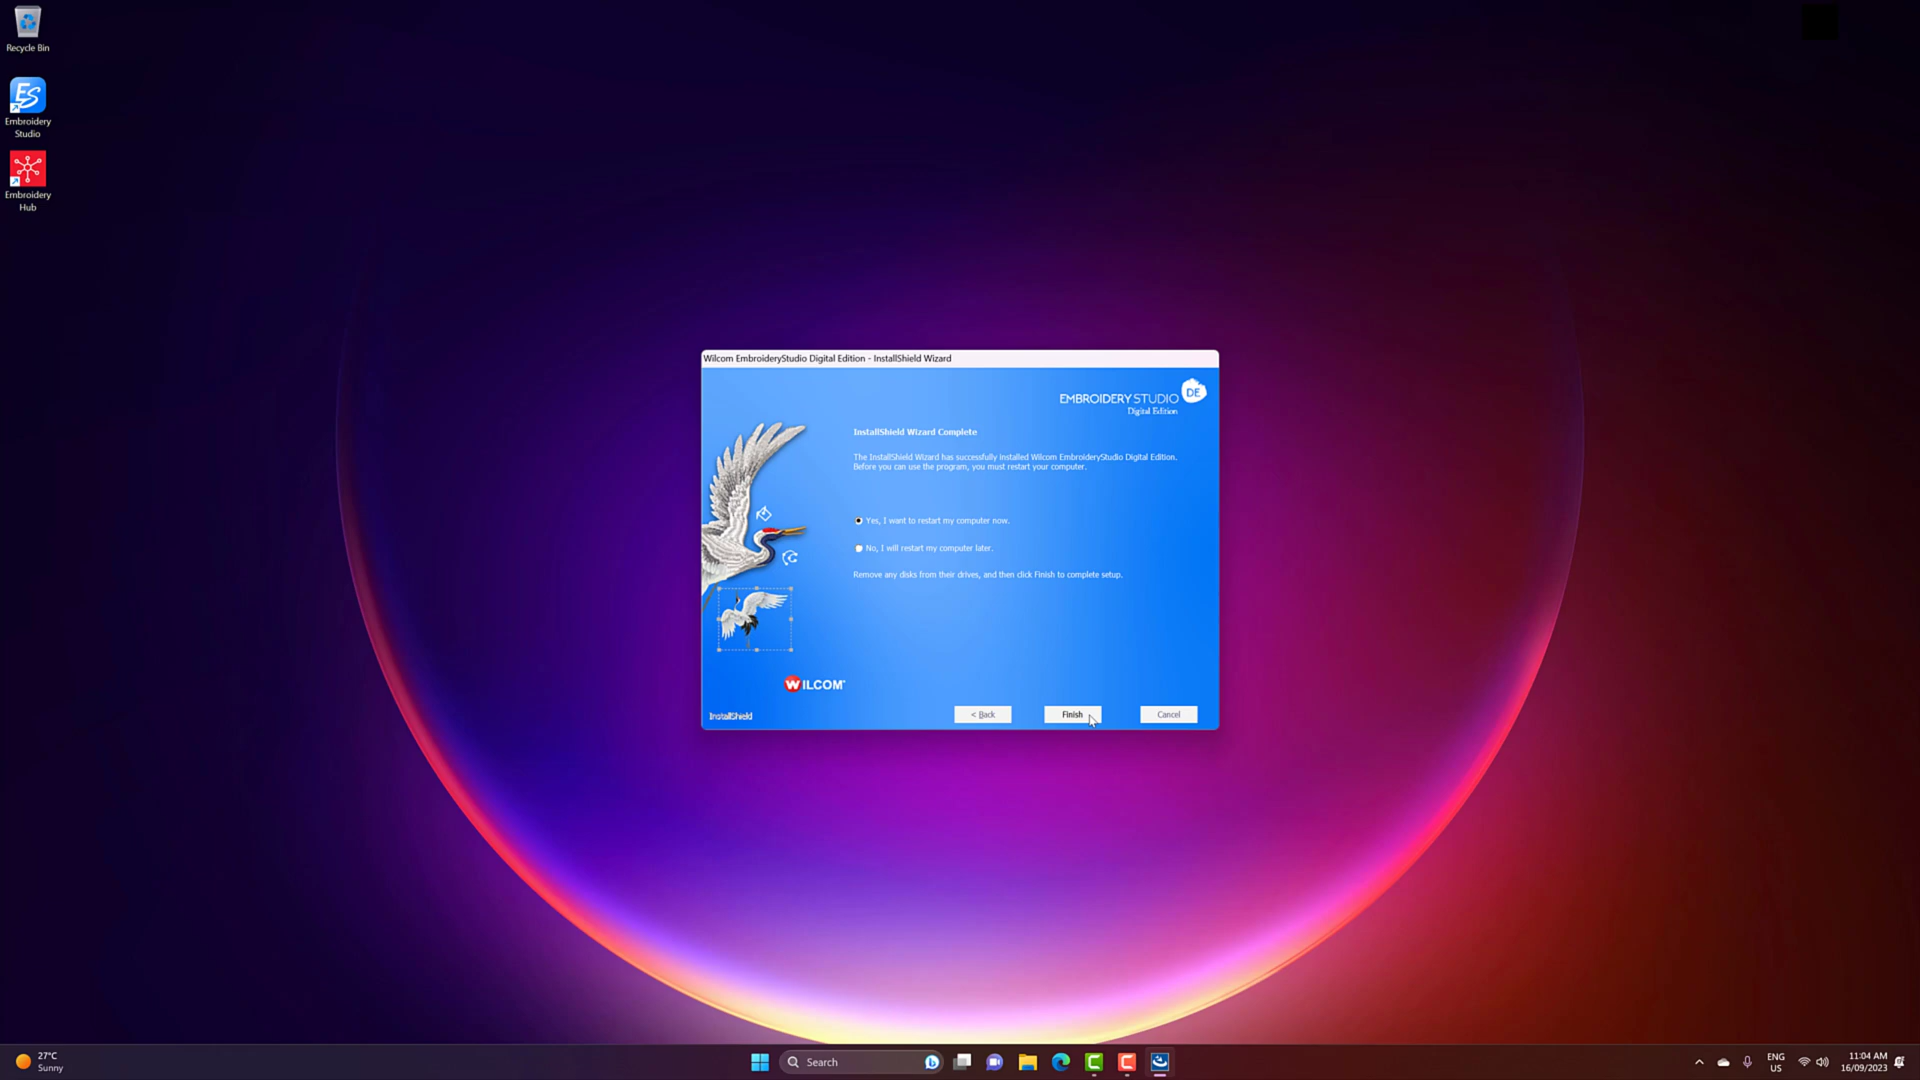 Recycle Bin
ES
Embroidery
Studio
Embroidery
Hub
Wilcom EmbroideryStudio Digital Edition - InstallShield Wizard
EMBROIDERY STUDIO DE
Digital Edition
InstallShield Wizard Complete
The InstallShield Wizard has successfully installed Wilcom EmbroideryStudio Digital Edition.
Before you can use the program, you must restart your computer.
Yes, I want to restart my computer now.
No, I will restart my computer later.
Remove any disks from their drives, and then click Finish to complete setup.
WILCOM
InstallShield
< Back
Finish
Cancel
27°C
Sunny
Search
ENG
US
11:04 AM
16/09/2023